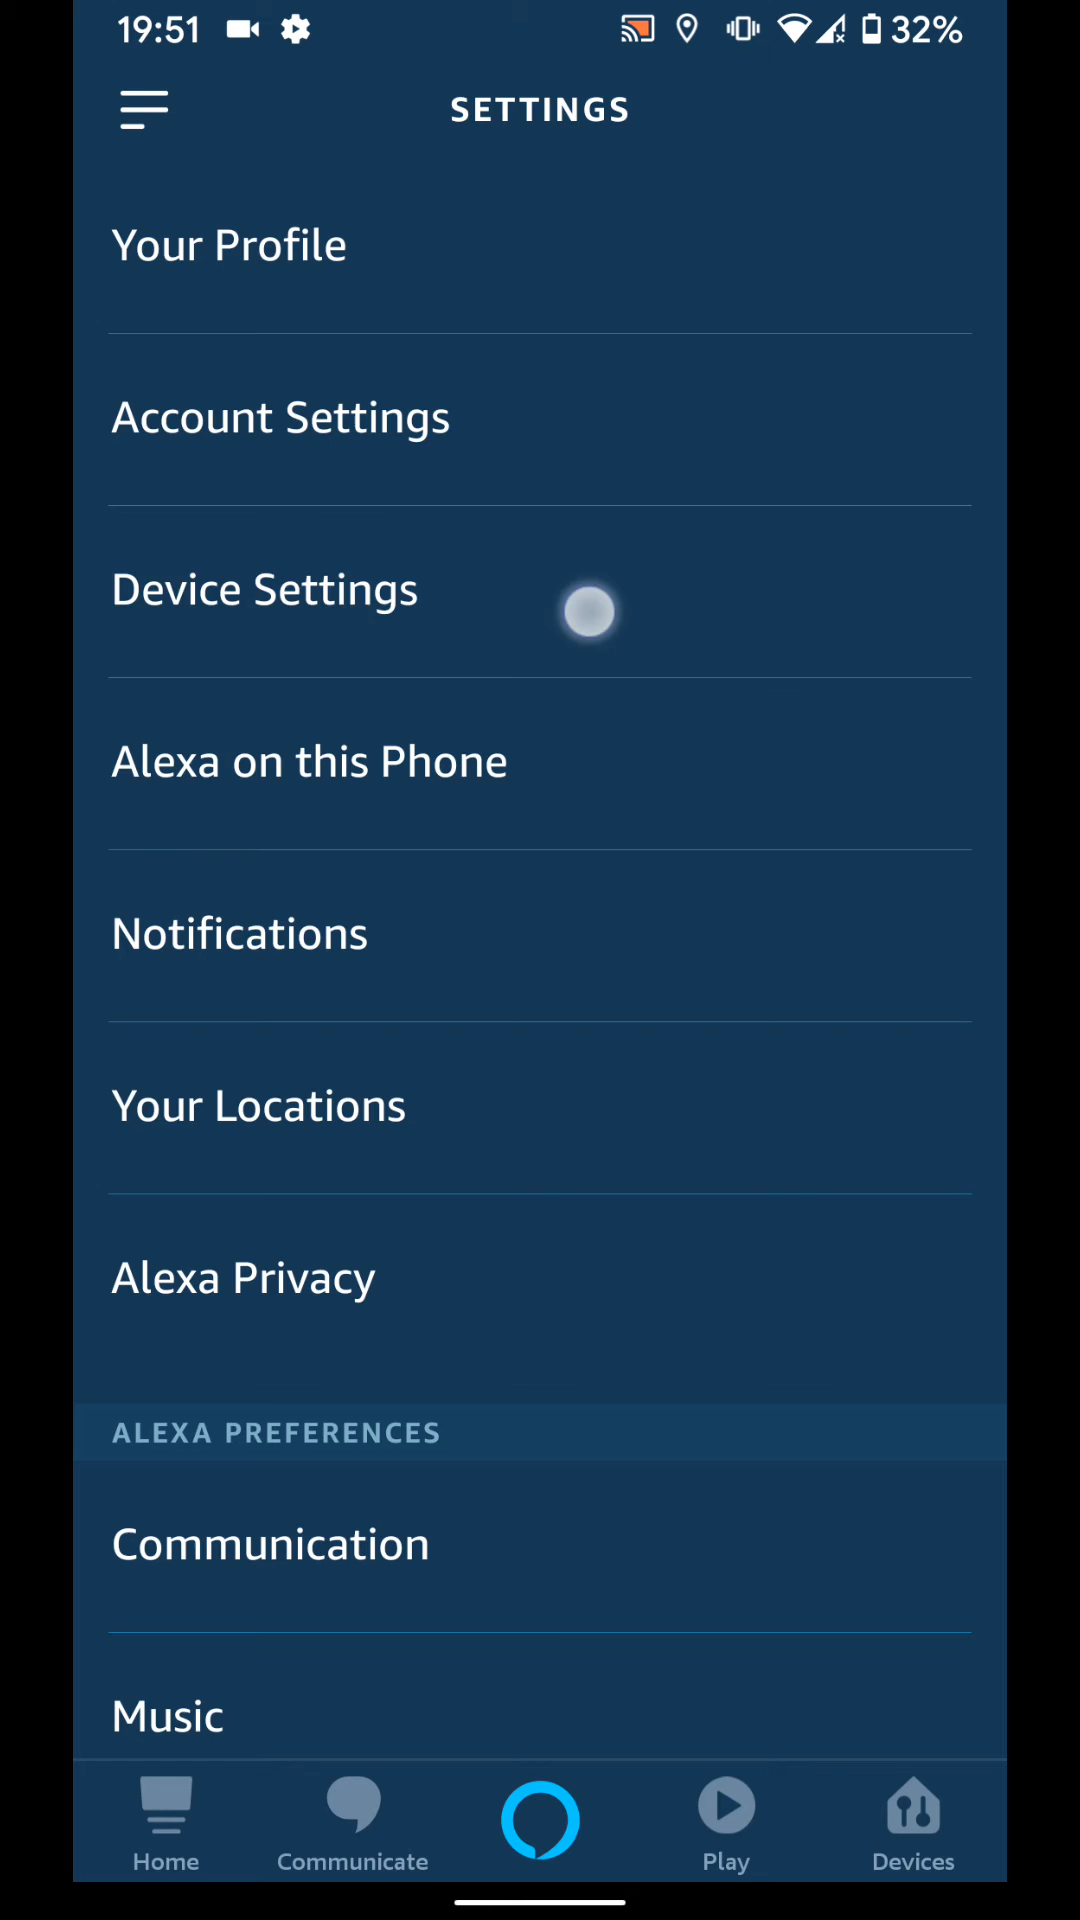 19:51
32%
SETTINGS
Your Profile
Account Settings
Device Settings
Alexa on this Phone
Notifications
Your Locations
Alexa Privacy
ALEXA PREFERENCES
Communication
Music
Home
Communicate
Play
Devices